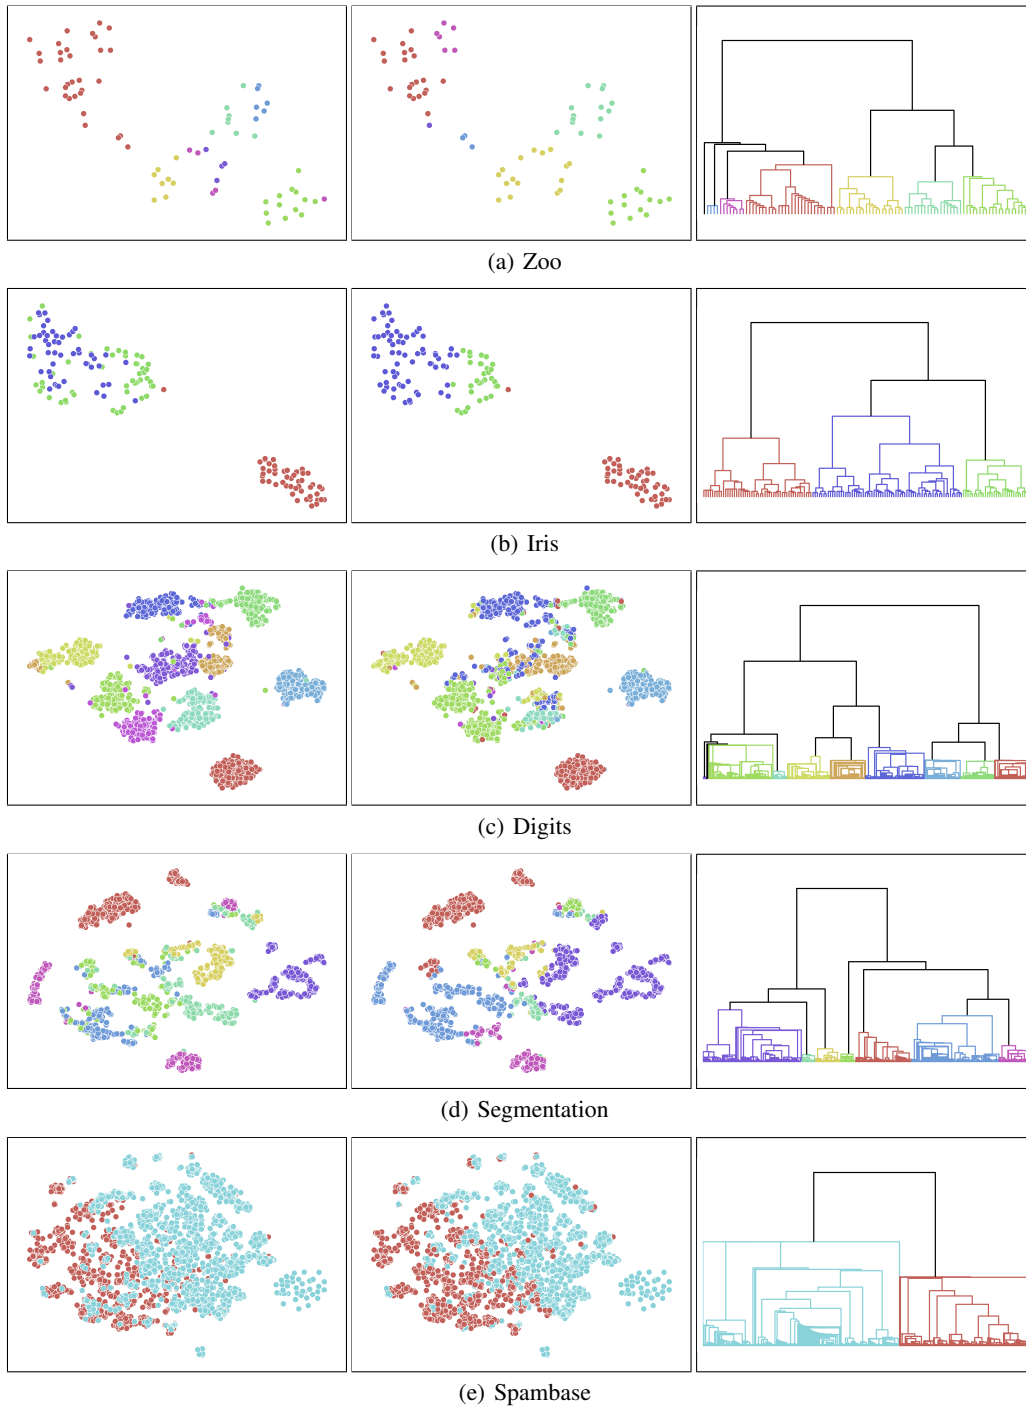 (a) Zoo
(b) Iris
(c) Digits
(d) Segmentation
(e) Spambase